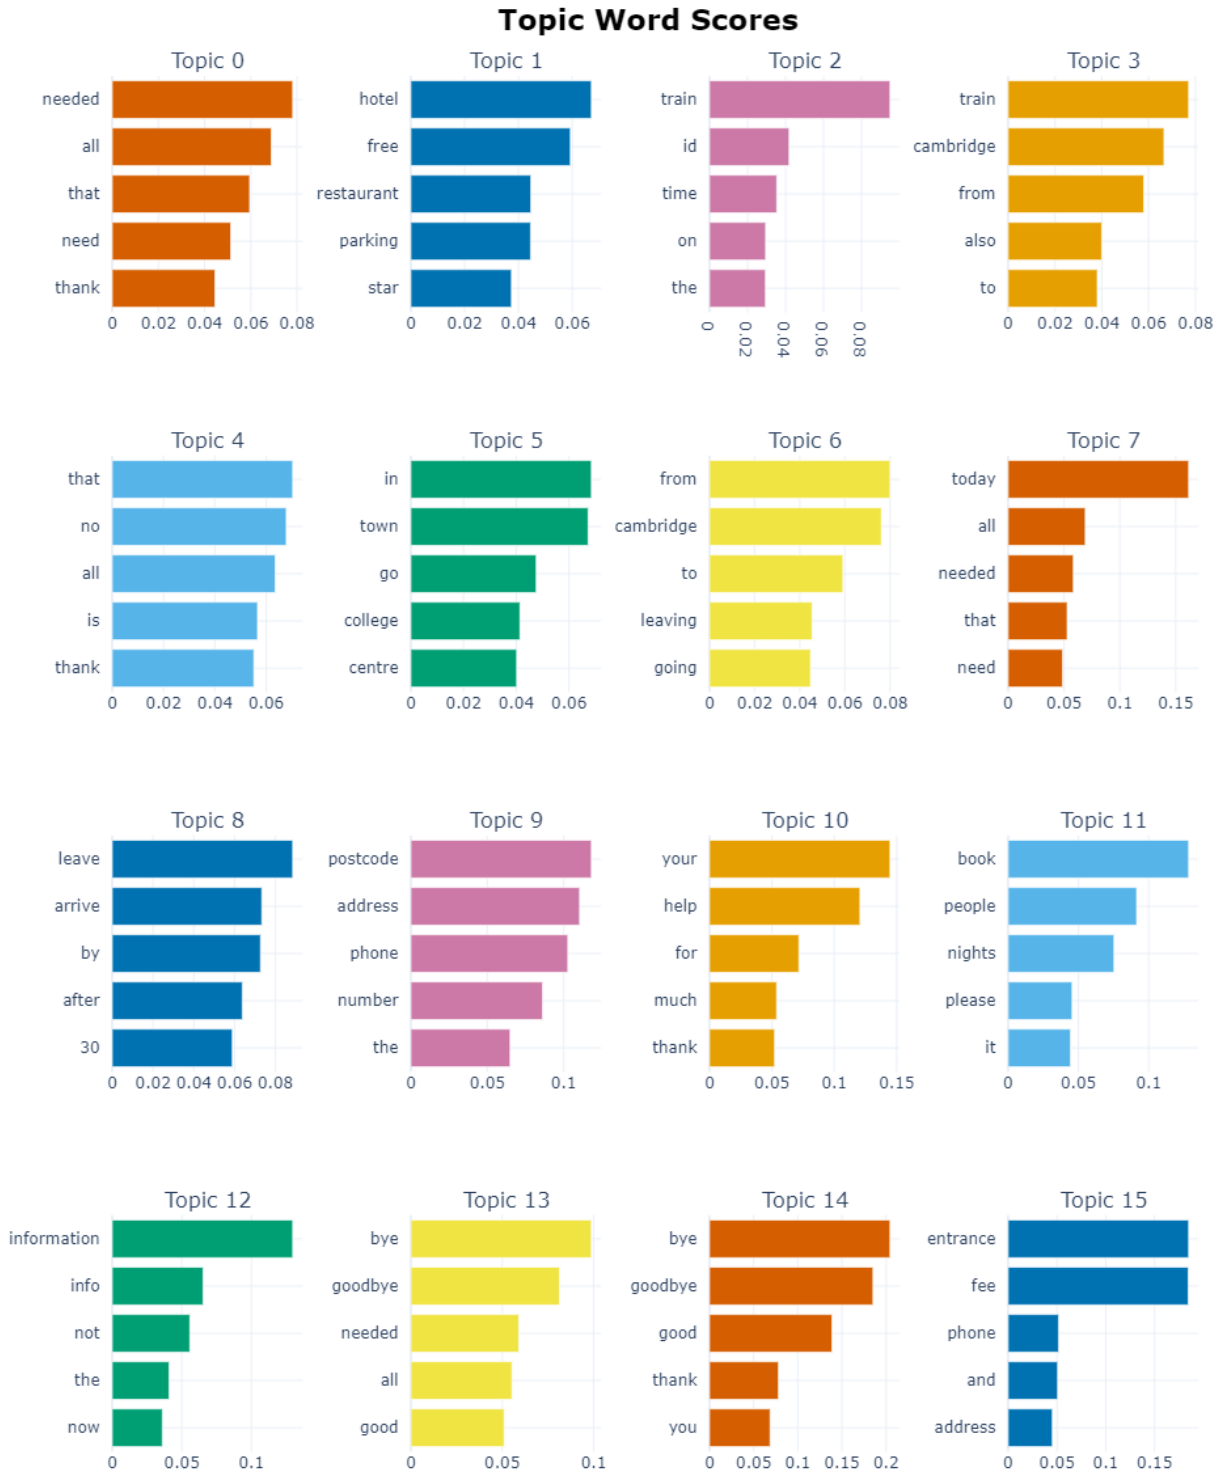 Topic Word Scores
Topic 0
needed
all
that
need
thank
0 0.02 0.04 0.06 0.08
Topic 1
hotel
free
restaurant
parking
star
0 0.02 0.04 0.06
Topic 2
train
id
time
on
the
0 0.02 0.04 0.06 0.08
Topic 3
train
cambridge
from
also
to
0 0.02 0.04 0.06 0.08
Topic 4
that
no
all
is
thank
0 0.02 0.04 0.06
Topic 5
in
town
go
college
centre
0 0.02 0.04 0.06
Topic 6
from
cambridge
to
leaving
going
0 0.02 0.04 0.06 0.08
Topic 7
today
all
needed
that
need
0 0.05 0.1 0.15
Topic 8
leave
arrive
by
after
30
0 0.02 0.04 0.06 0.08
Topic 9
postcode
address
phone
number
the
0 0.05 0.1
Topic 10
your
help
for
much
thank
0 0.05 0.10 0.15
Topic 11
book
people
nights
please
it
0 0.05 0.1
Topic 12
information
info
not
the
now
0 0.05 0.1
Topic 13
bye
goodbye
needed
all
good
0 0.05 0.1
Topic 14
bye
goodbye
good
thank
you
0 0.05 0.1 0.15 0.2
Topic 15
entrance
fee
phone
and
address
0 0.05 0.1 0.15